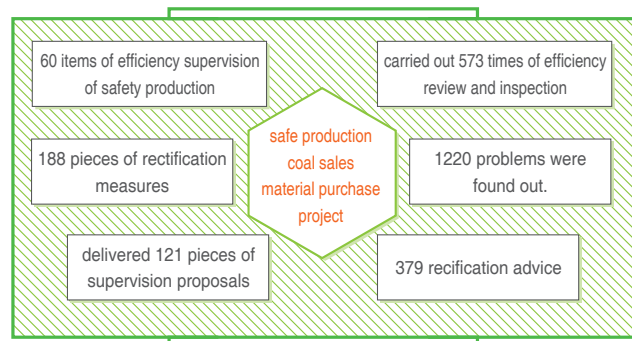 60 items of efficiency supervision
of safety production
carried out 573 times of efficiency
review and inspection
188 pieces of rectification
measures
safe production
coal sales
material purchase
project
1220 problems were
found out.
delivered 121 pieces of
supervision proposals
379 recification advice